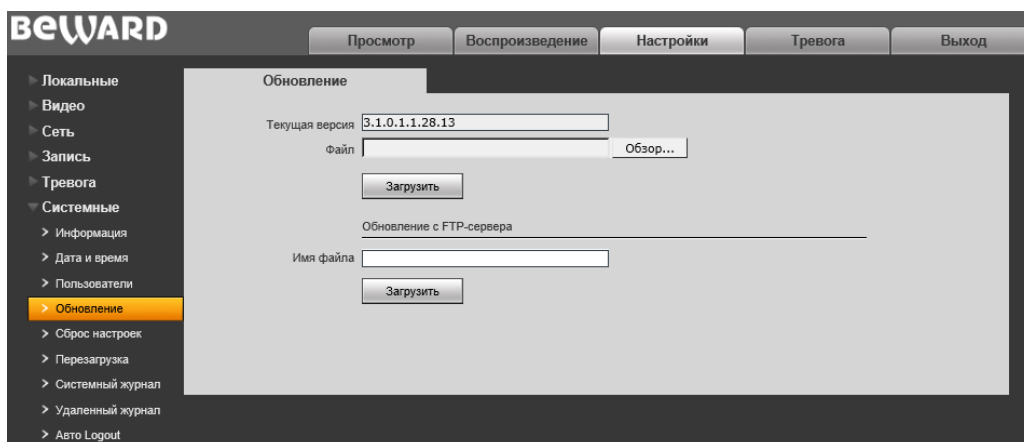 BEWARD
Просмотр
Воспроизведение
Настройки
Тревога
Выход
Локальные
Видео
Сеть
Запись
Тревога
Системные
Информация
Дата и время
Пользователи
Обновление
Сброс настроек
Перезагрузка
Системный журнал
Удаленный журнал
Авто Logout
Обновление
Текущая версия 3.1.0.1.1.28.13
Файл Обзор...
Загрузить
Обновление с FTP-сервера
Имя файла
Загрузить